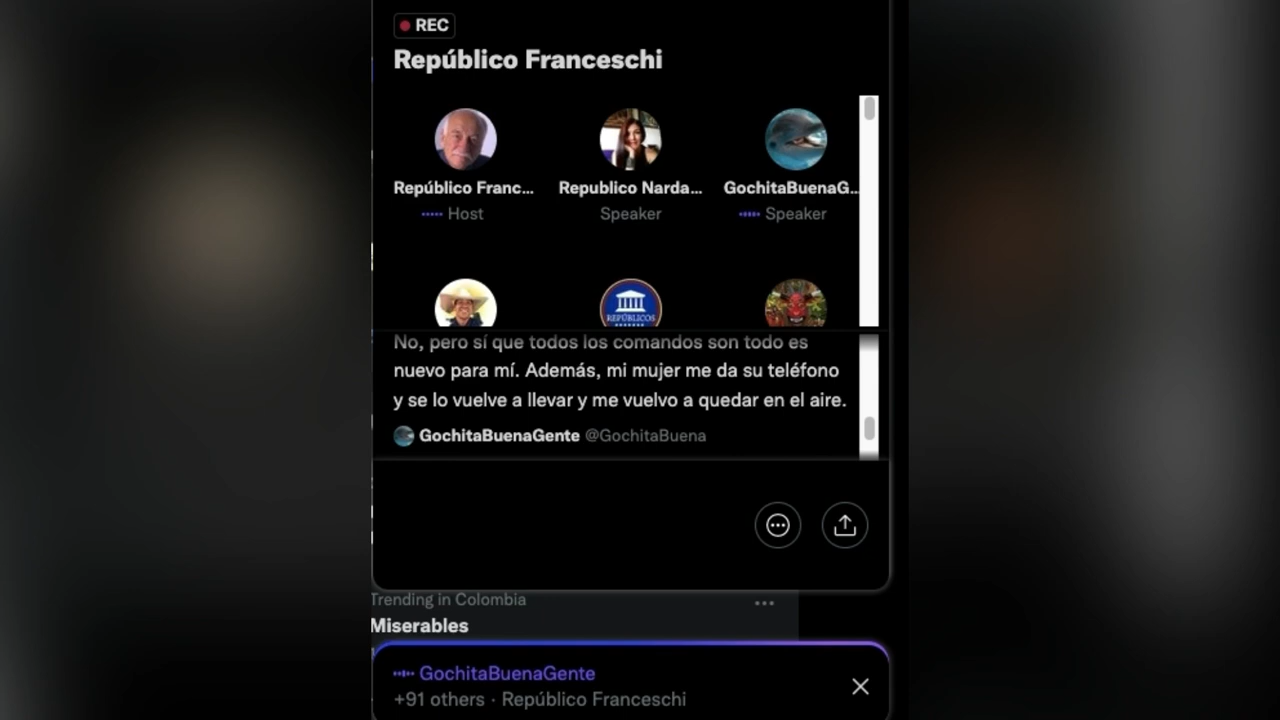 REC
Repúblico Franceschi
Repúblico Franc...
Republico Narda...
GochitaBuenaG...
Host
Speaker
Speaker
REPÚBLICOS
No, pero sí que todos los comandos son todo es
nuevo para mí. Además, mi mujer me da su teléfono
y se lo vuelve a llevar y me vuelvo a quedar en el aire.
GochitaBuenaGente @GochitaBuena
Trending in Colombia
Miserables
GochitaBuenaGente
+91 others · Repúblico Franceschi